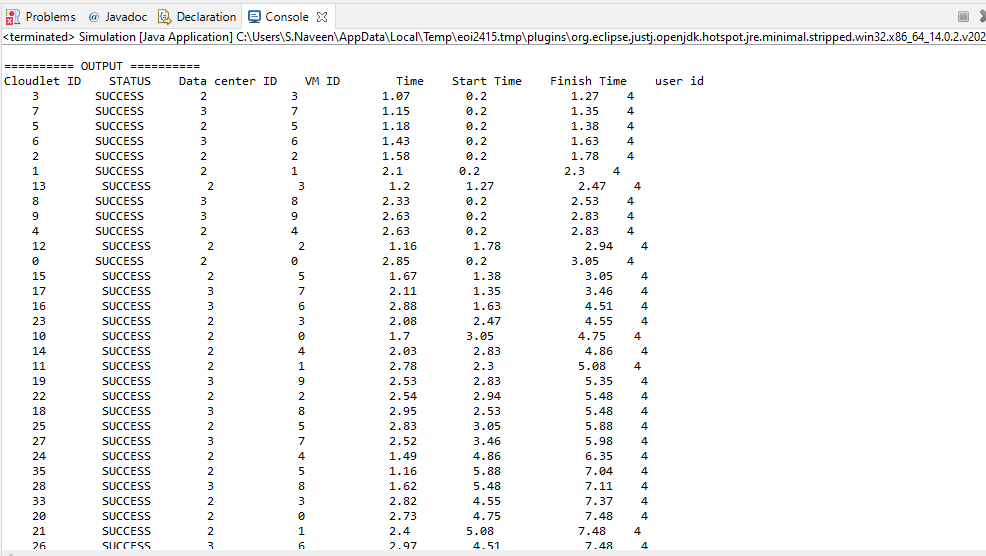 Problems @ Javadoc Declaration Console
<terminated> Simulation [Java Application] C:\Users\S.Naveen\AppData\Local\Temp\eoi2415.tmp\plugins\org.eclipse.justj.openjdk.hotspot.jre.minimal.stripped.win32.x86_64_14.0.2.v202
========== OUTPUT ==========
Cloudlet ID STATUS Data center ID VM ID Time Start Time Finish Time user id
3 SUCCESS 2 3 1.07 0.2 1.27 4
7 SUCCESS 3 7 1.15 0.2 1.35 4
5 SUCCESS 2 5 1.18 0.2 1.38 4
6 SUCCESS 3 6 1.43 0.2 1.63 4
2 SUCCESS 2 2 1.58 0.2 1.78 4
1 SUCCESS 2 1 2.1 0.2 2.3 4
13 SUCCESS 2 3 1.2 1.27 2.47 4
8 SUCCESS 3 8 2.33 0.2 2.53 4
9 SUCCESS 3 9 2.63 0.2 2.83 4
4 SUCCESS 2 4 2.63 0.2 2.83 4
12 SUCCESS 2 2 1.16 1.78 2.94 4
0 SUCCESS 2 0 2.85 0.2 3.05 4
15 SUCCESS 2 5 1.67 1.38 3.05 4
17 SUCCESS 3 7 2.11 1.35 3.46 4
16 SUCCESS 3 6 2.88 1.63 4.51 4
23 SUCCESS 2 3 2.08 2.47 4.55 4
10 SUCCESS 2 0 1.7 3.05 4.75 4
14 SUCCESS 2 4 2.03 2.83 4.86 4
11 SUCCESS 2 1 2.78 2.3 5.08 4
19 SUCCESS 3 9 2.53 2.83 5.35 4
22 SUCCESS 2 2 2.54 2.94 5.48 4
18 SUCCESS 3 8 2.95 2.53 5.48 4
25 SUCCESS 2 5 2.83 3.05 5.88 4
27 SUCCESS 3 7 2.52 3.46 5.98 4
24 SUCCESS 2 4 1.49 4.86 6.35 4
35 SUCCESS 2 5 1.16 5.88 7.04 4
28 SUCCESS 3 8 1.62 5.48 7.11 4
33 SUCCESS 2 3 2.82 4.55 7.37 4
20 SUCCESS 2 0 2.73 4.75 7.48 4
21 SUCCESS 2 1 2.4 5.08 7.48 4
26 SUCCESS 3 6 2.97 4.51 7.48 4